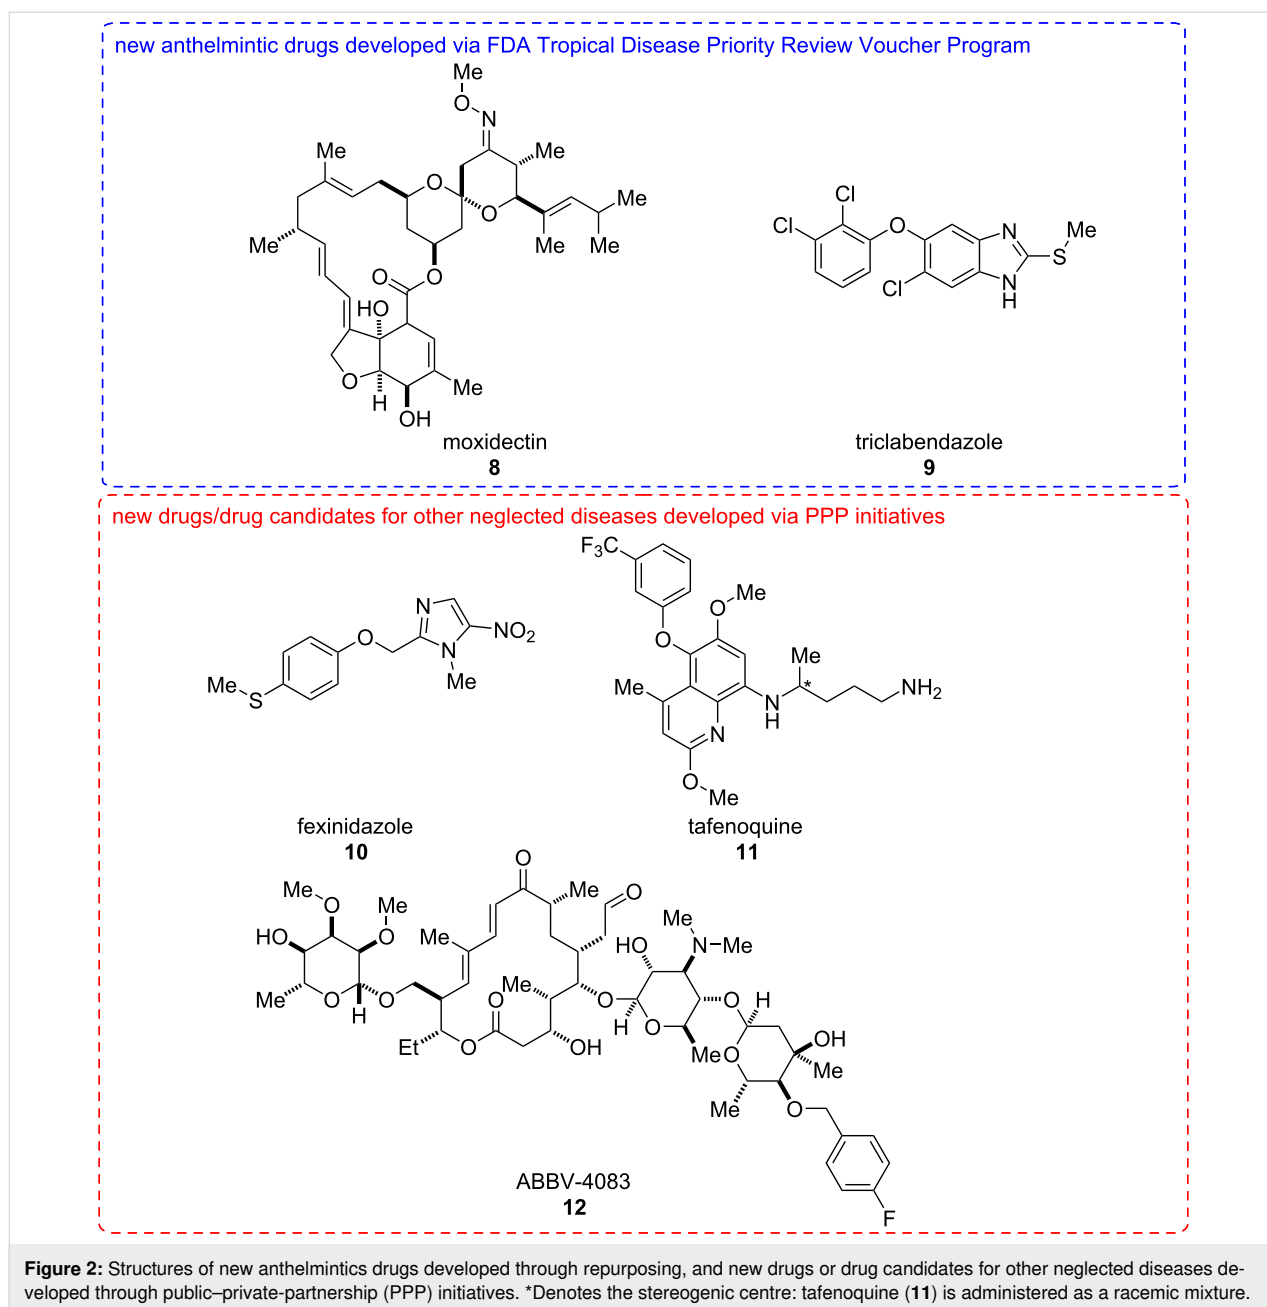 new anthelmintic drugs developed via FDA Tropical Disease Priority Review Voucher Program
Me
O
N
Me
Me
O
O
Me
Me
Me
Me
O
O
HO
O
H
Me
OH
moxidectin
8
Cl
Cl
O
N
Me
S
Cl
N
H
triclabendazole
9
new drugs/drug candidates for other neglected diseases developed via PPP initiatives
N
O
NO2
N
Me
Me
S
fexinidazole
10
F3C
O
Me
O
Me
Me
*
N
H
NH2
N
O
Me
tafenoquine
11
O
Me
O
Me
O
Me
O
HO
Me
O
Me
O
H
Me
O
Et
O
O
Me
OH
O
HO
Me
N
Me
H
O
Me
O
H
O
OH
Me
Me
O
F
ABBV-4083
12
Figure 2: Structures of new anthelmintics drugs developed through repurposing, and new drugs or drug candidates for other neglected diseases de-
veloped through public–private-partnership (PPP) initiatives. *Denotes the stereogenic centre: tafenoquine (11) is administered as a racemic mixture.